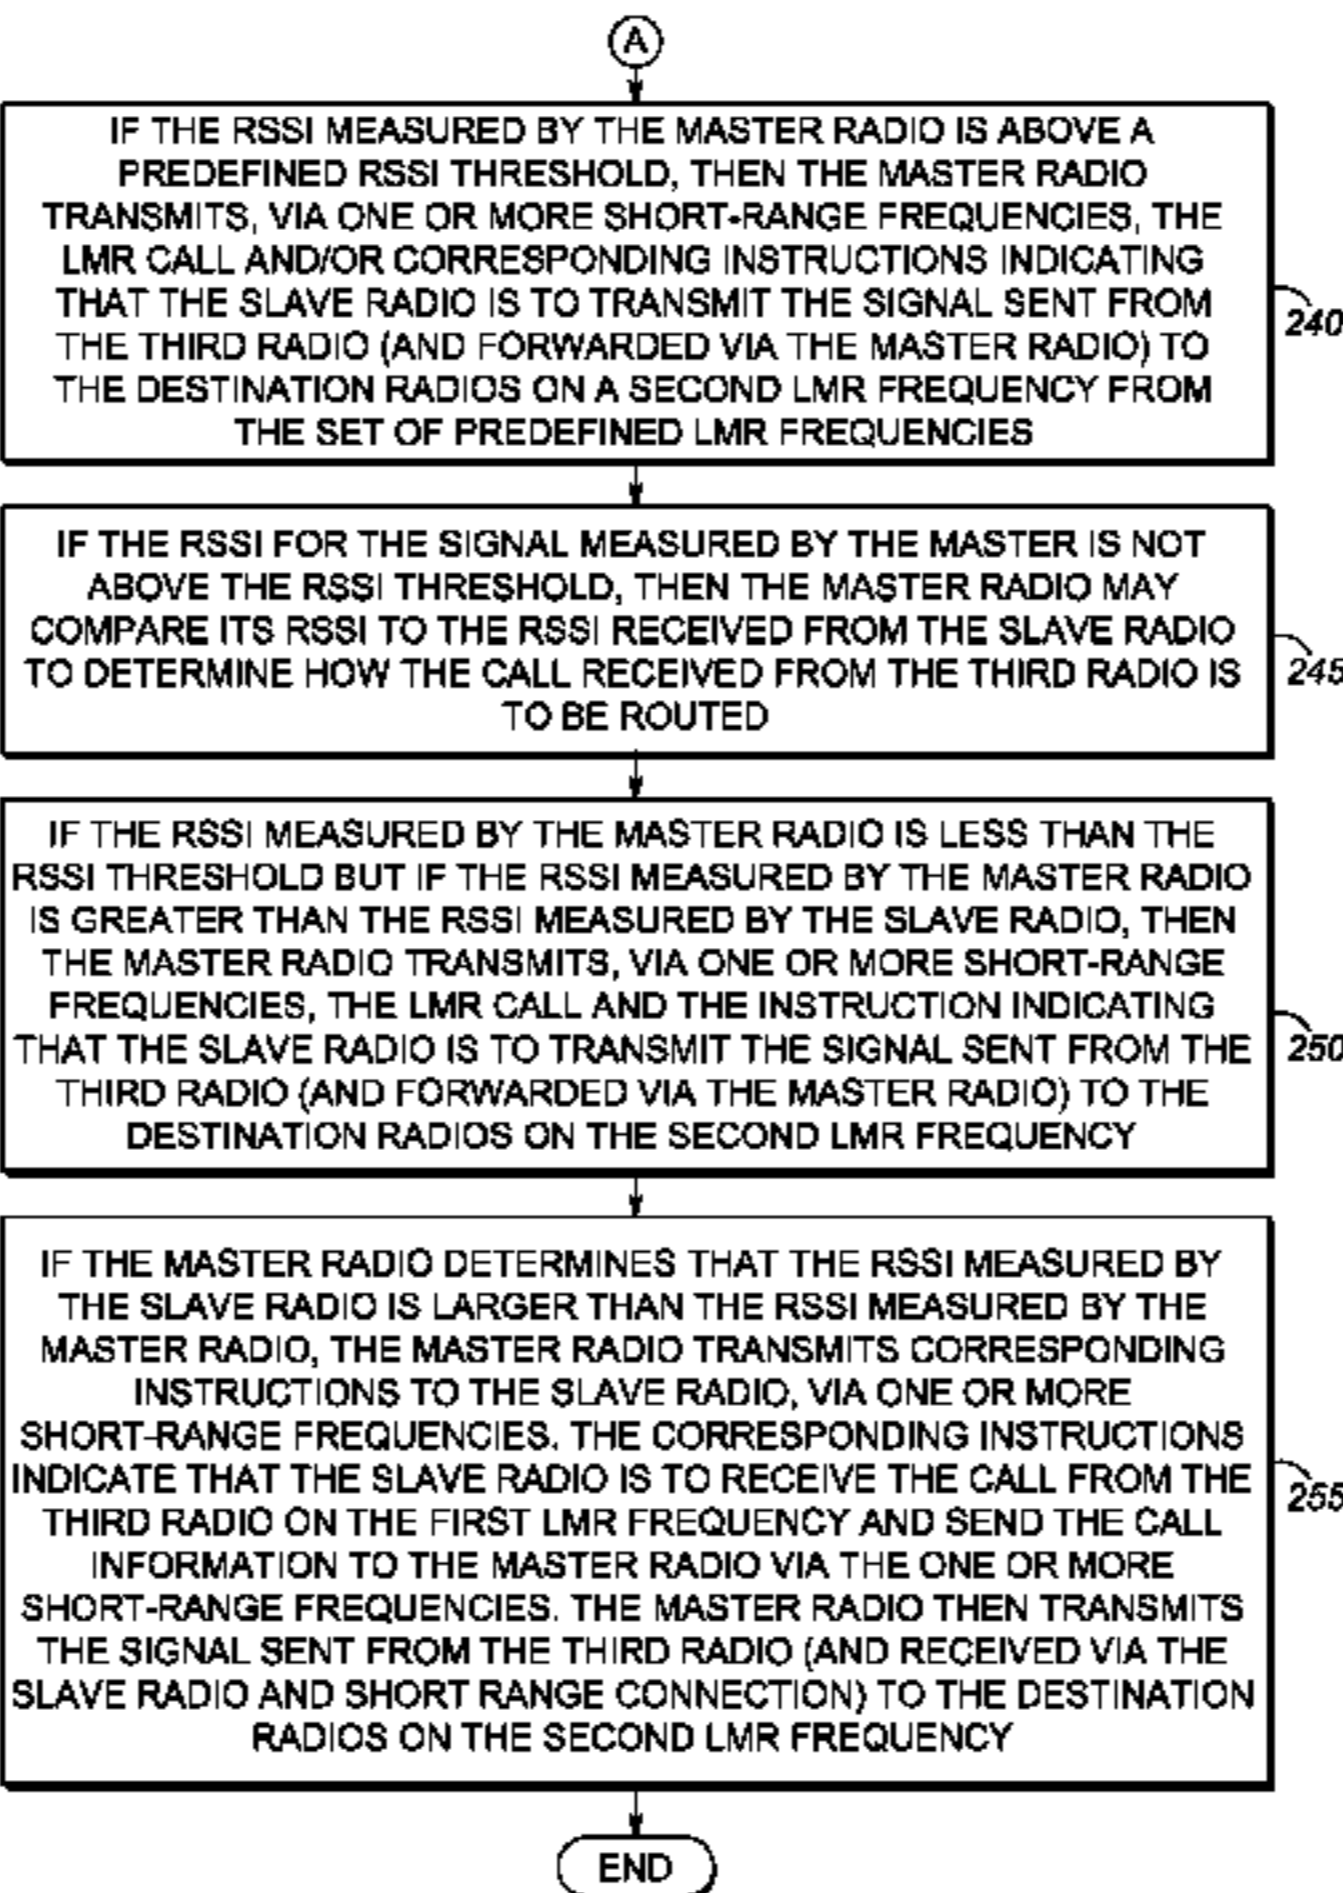 A
IF THE RSSI MEASURED BY THE MASTER RADIO IS ABOVE A
PREDEFINED RSSI THRESHOLD, THEN THE MASTER RADIO
TRANSMITS, VIA ONE OR MORE SHORT-RANGE FREQUENCIES, THE
LMR CALL AND/OR CORRESPONDING INSTRUCTIONS INDICATING
THAT THE SLAVE RADIO IS TO TRANSMIT THE SIGNAL SENT FROM
THE THIRD RADIO (AND FORWARDED VIA THE MASTER RADIO) TO
THE DESTINATION RADIOS ON A SECOND LMR FREQUENCY FROM
THE SET OF PREDEFINED LMR FREQUENCIES
240
IF THE RSSI FOR THE SIGNAL MEASURED BY THE MASTER IS NOT
ABOVE THE RSSI THRESHOLD, THEN THE MASTER RADIO MAY
COMPARE ITS RSSI TO THE RSSI RECEIVED FROM THE SLAVE RADIO
TO DETERMINE HOW THE CALL RECEIVED FROM THE THIRD RADIO IS
TO BE ROUTED
245
IF THE RSSI MEASURED BY THE MASTER RADIO IS LESS THAN THE
RSSI THRESHOLD BUT IF THE RSSI MEASURED BY THE MASTER RADIO
IS GREATER THAN THE RSSI MEASURED BY THE SLAVE RADIO, THEN
THE MASTER RADIO TRANSMITS, VIA ONE OR MORE SHORT-RANGE
FREQUENCIES, THE LMR CALL AND THE INSTRUCTION INDICATING
THAT THE SLAVE RADIO IS TO TRANSMIT THE SIGNAL SENT FROM THE
THIRD RADIO (AND FORWARDED VIA THE MASTER RADIO) TO THE
DESTINATION RADIOS ON THE SECOND LMR FREQUENCY
250
IF THE MASTER RADIO DETERMINES THAT THE RSSI MEASURED BY
THE SLAVE RADIO IS LARGER THAN THE RSSI MEASURED BY THE
MASTER RADIO, THE MASTER RADIO TRANSMITS CORRESPONDING
INSTRUCTIONS TO THE SLAVE RADIO, VIA ONE OR MORE
SHORT-RANGE FREQUENCIES. THE CORRESPONDING INSTRUCTIONS
INDICATE THAT THE SLAVE RADIO IS TO RECEIVE THE CALL FROM THE
THIRD RADIO ON THE FIRST LMR FREQUENCY AND SEND THE CALL
INFORMATION TO THE MASTER RADIO VIA THE ONE OR MORE
SHORT-RANGE FREQUENCIES. THE MASTER RADIO THEN TRANSMITS
THE SIGNAL SENT FROM THE THIRD RADIO (AND RECEIVED VIA THE
SLAVE RADIO AND SHORT RANGE CONNECTION) TO THE DESTINATION
RADIOS ON THE SECOND LMR FREQUENCY
255
END